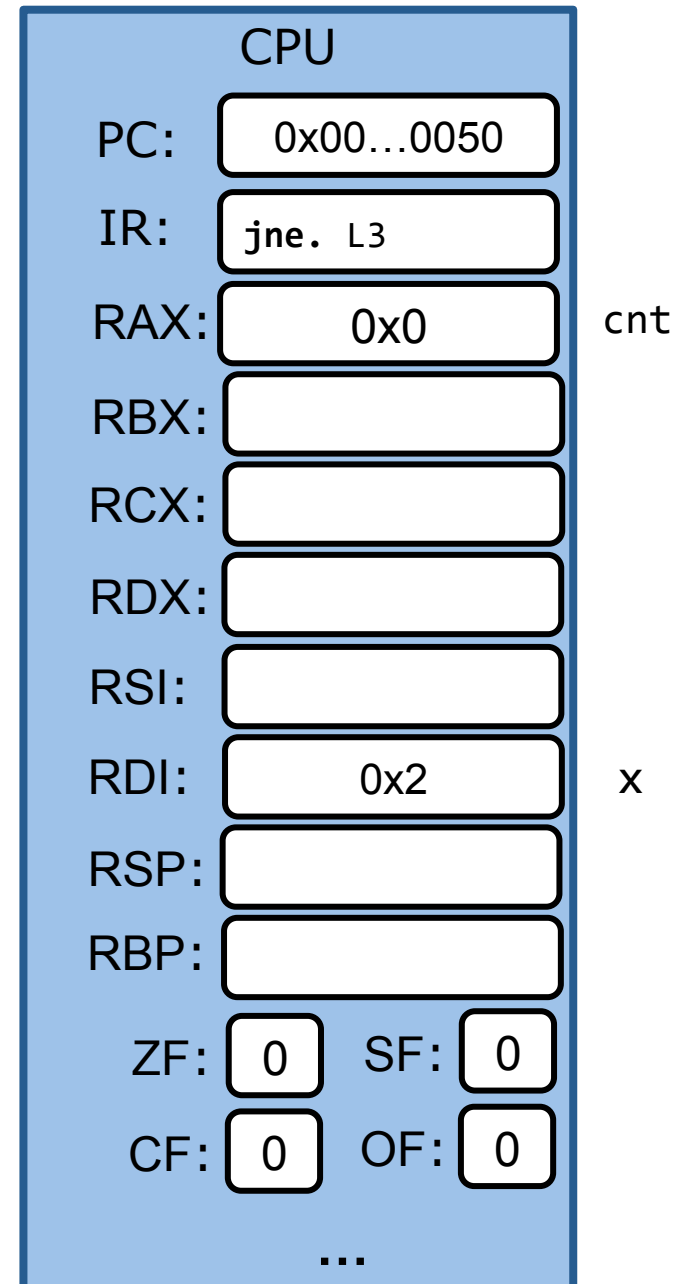 CPU
PC: 0x00...0050
IR: jne. L3
RAX: 0x0 cnt
RBX:
RCX:
RDX:
RSI:
RDI: 0x2 x
RSP:
RBP:
ZF: 0 SF: 0
CF: 0 OF: 0
...